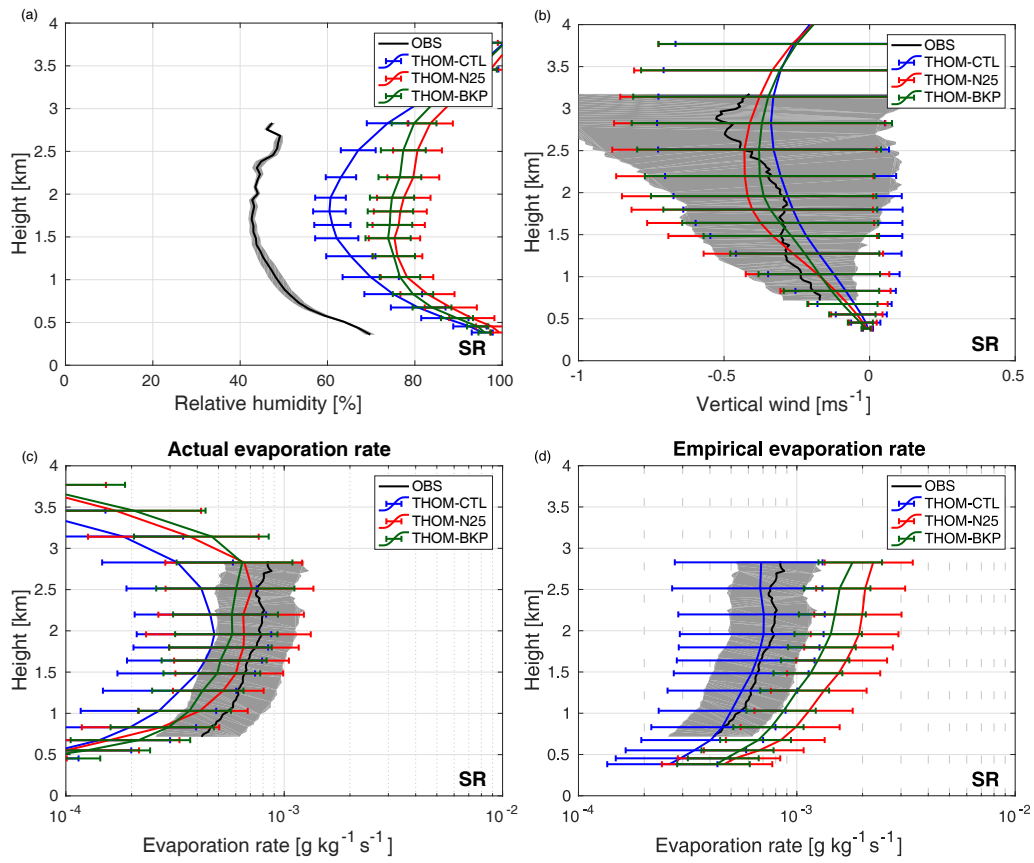 (a)
4
3.5
3
2.5
2
1.5
1
0.5
0
Height [km]
OBS
THOM-CTL
THOM-N25
THOM-BKP
SR
0 20 40 60 80 100
Relative humidity [%]
(b)
4
3.5
3
2.5
2
1.5
1
0.5
0
Height [km]
OBS
THOM-CTL
THOM-N25
THOM-BKP
SR
-1 -0.5 0 0.5
Vertical wind [ms-1]
Actual evaporation rate
(c)
4
3.5
3
2.5
2
1.5
1
0.5
0
Height [km]
OBS
THOM-CTL
THOM-N25
THOM-BKP
SR
10-4 10-3 10-2
Evaporation rate [g kg-1 s-1]
Empirical evaporation rate
(d)
4
3.5
3
2.5
2
1.5
1
0.5
0
Height [km]
OBS
THOM-CTL
THOM-N25
THOM-BKP
SR
10-4 10-3 10-2
Evaporation rate [g kg-1 s-1]